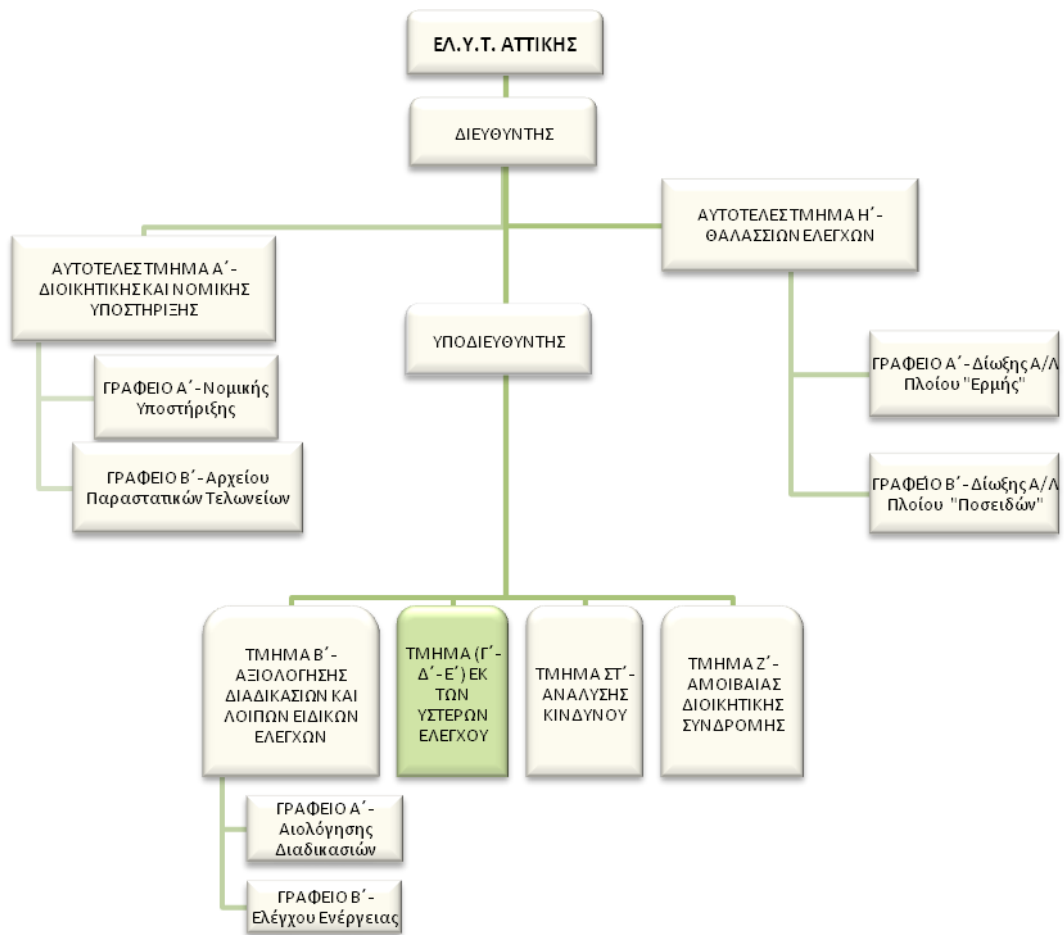 ΕΛ.Υ.Τ. ΑΤΤΙΚΗΣ
ΔΙΕΥΘΥΝΤΗΣ
ΑΥΤΟΤΕΛΕΣ ΤΜΗΜΑ Α΄-
ΔΙΟΙΚΗΤΙΚΗΣ ΚΑΙ ΝΟΜΙΚΗΣ
ΥΠΟΣΤΗΡΙΞΗΣ
ΓΡΑΦΕΙΟ Α΄- Νομικής
Υποστήριξης
ΓΡΑΦΕΙΟ Β΄- Αρχείου
Παραστατικών Τελωνείων
ΑΥΤΟΤΕΛΕΣ ΤΜΗΜΑ Η΄-
ΘΑΛΑΣΣΙΩΝ ΕΛΕΓΧΩΝ
ΓΡΑΦΕΙΟ Α΄- Δίωξης Λ/Λ
Πλοίου "Ερμής"
ΓΡΑΦΕΙΟ Β΄- Δίωξης Λ/Λ
Πλοίου "Ποσειδών"
ΥΠΟΔΙΕΥΘΥΝΤΗΣ
ΤΜΗΜΑ Β΄-
ΑΞΙΟΛΟΓΗΣΗΣ
ΔΙΑΔΙΚΑΣΙΩΝ ΚΑΙ
ΛΟΙΠΩΝ ΕΙΔΙΚΩΝ
ΕΛΕΓΧΩΝ
ΓΡΑΦΕΙΟ Α΄-
Αιολόγησης
Διαδικασιών
ΓΡΑΦΕΙΟ Β΄-
Ελέγχου Ενέργειας
ΤΜΗΜΑ (Γ΄-
Δ΄- Ε΄) ΕΚ
ΤΩΝ
ΥΣΤΕΡΩΝ
ΕΛΕΓΧΟΥ
ΤΜΗΜΑ ΣΤ΄-
ΑΝΑΛΥΣΗΣ
ΚΙΝΔΥΝΟΥ
ΤΜΗΜΑ Ζ΄-
ΑΜΟΙΒΑΙΑΣ
ΔΙΟΙΚΗΤΙΚΗΣ
ΣΥΝΔΡΟΜΗΣ